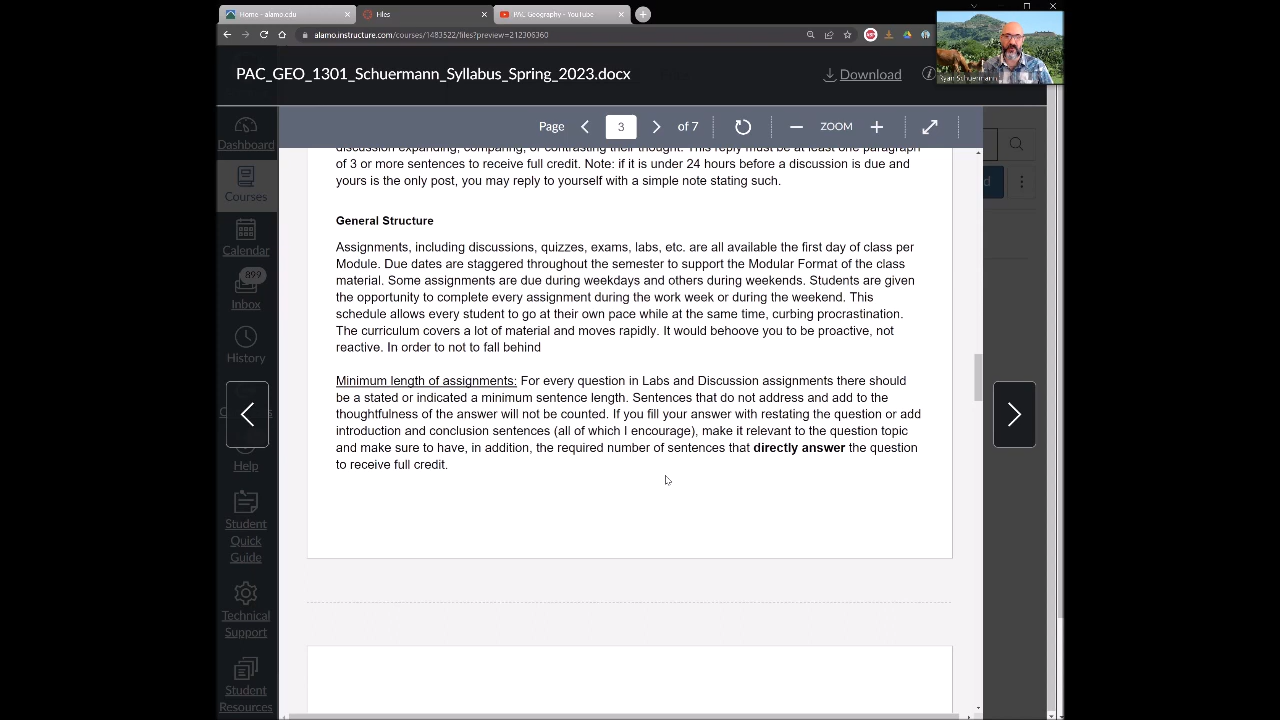 Home - alamo.edu
Files
PAC Geography - YouTube
alamo.instructure.com/courses/1483522/files?preview=212306360
PAC_GEO_1301_Schuermann_Syllabus_Spring_2023.docx
Download
Ryan Schuermann
Page 3 of 7 ZOOM
Dashboard
Courses
Calendar
899
Inbox
History
Help
Student
Quick
Guide
Technical
Support
Student
Resources
of 3 or more sentences to receive full credit. Note: if it is under 24 hours before a discussion is due and
yours is the only post, you may reply to yourself with a simple note stating such.
General Structure
Assignments, including discussions, quizzes, exams, labs, etc. are all available the first day of class per
Module. Due dates are staggered throughout the semester to support the Modular Format of the class
material. Some assignments are due during weekdays and others during weekends. Students are given
the opportunity to complete every assignment during the work week or during the weekend. This
schedule allows every student to go at their own pace while at the same time, curbing procrastination.
The curriculum covers a lot of material and moves rapidly. It would behoove you to be proactive, not
reactive. In order to not to fall behind
Minimum length of assignments: For every question in Labs and Discussion assignments there should
be a stated or indicated a minimum sentence length. Sentences that do not address and add to the
thoughtfulness of the answer will not be counted. If you fill your answer with restating the question or add
introduction and conclusion sentences (all of which I encourage), make it relevant to the question topic
and make sure to have, in addition, the required number of sentences that directly answer the question
to receive full credit.